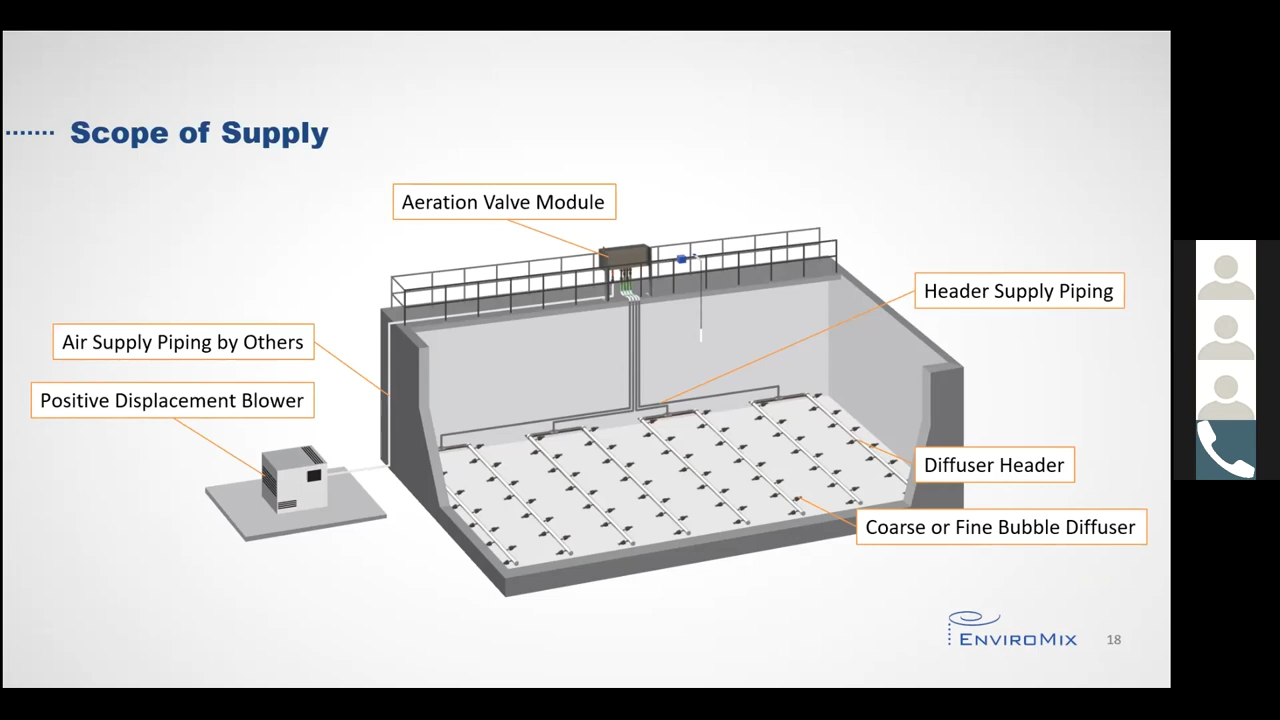 Scope of Supply
Aeration Valve Module
Header Supply Piping
Air Supply Piping by Others
Positive Displacement Blower
Diffuser Header
Coarse or Fine Bubble Diffuser
ENVIROMIX
18